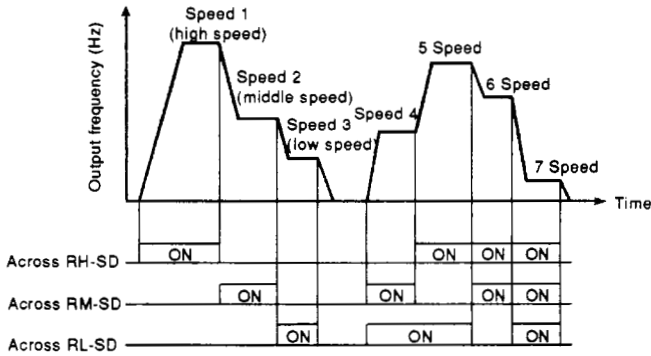 Speed 1
(high speed)
5 Speed
6 Speed
Speed 2
(middle speed)
Speed 4
Speed 3
(low speed)
7 Speed
Output frequency (Hz)
Time
Across RH-SD ON ON ON ON
Across RM-SD ON ON ON ON
Across RL-SD ON ON ON